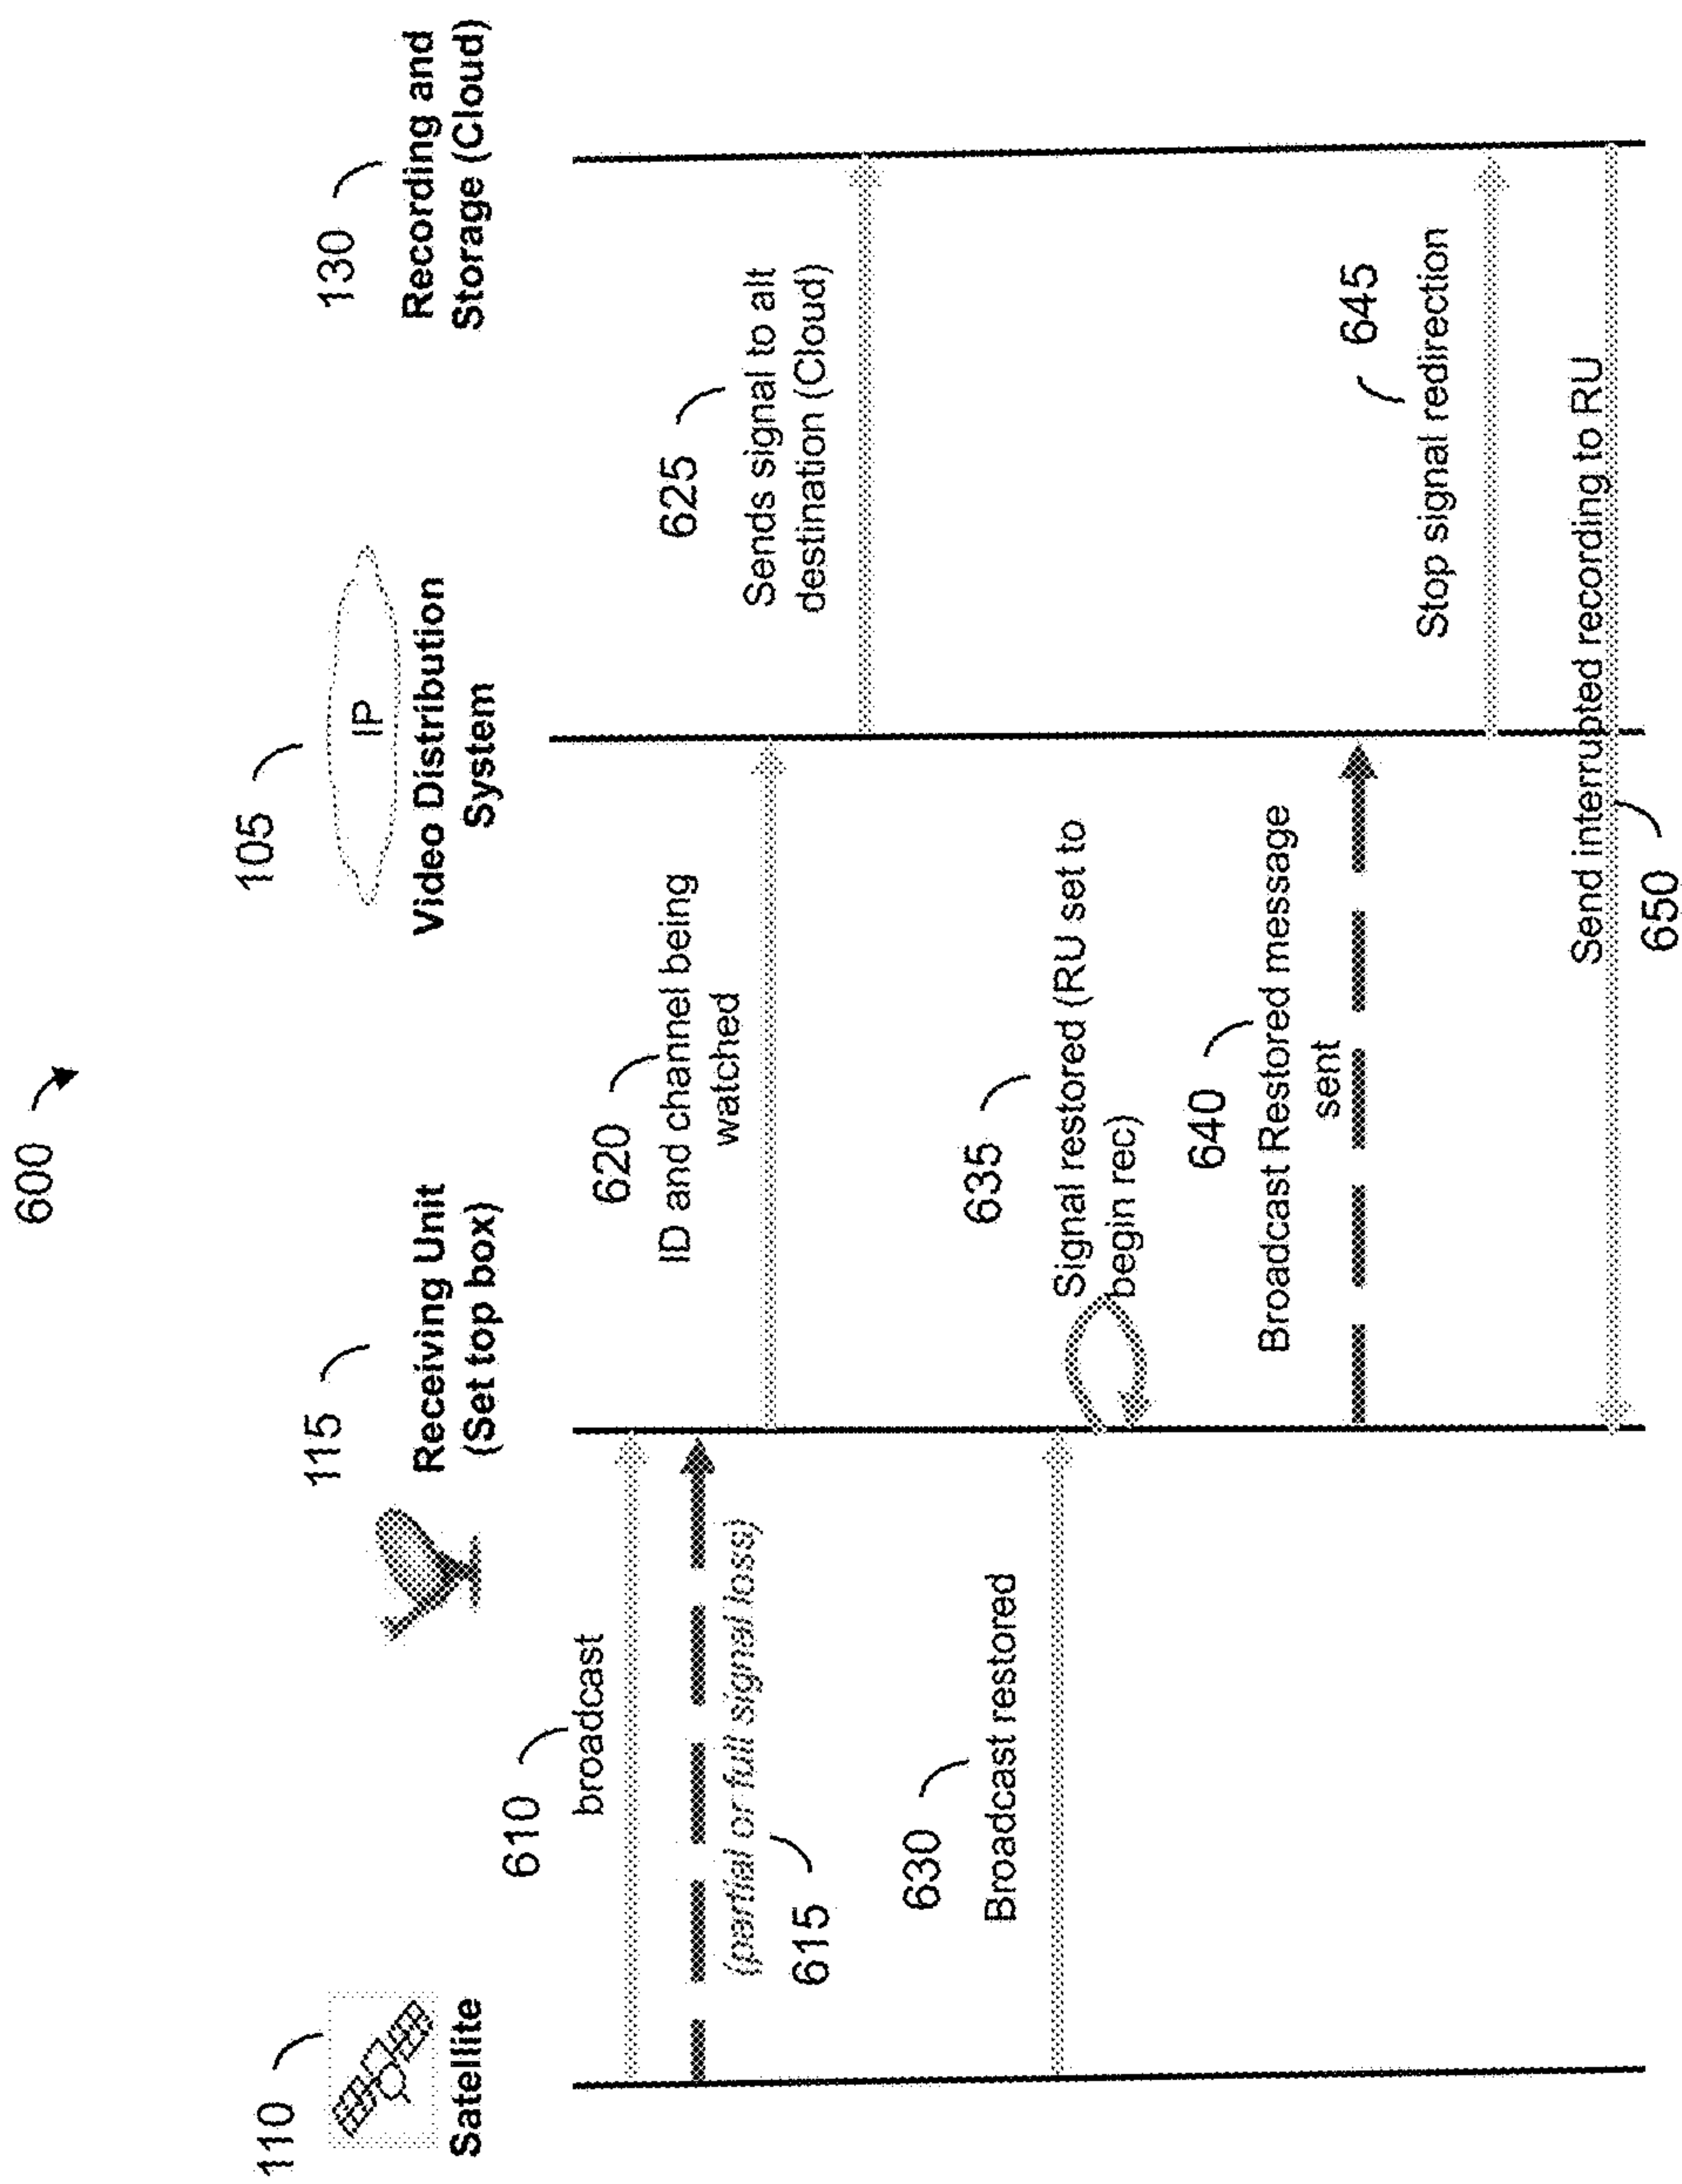 600
110
Satellite
115
Receiving Unit
(Set top box)
105
IP
Video Distribution
System
130
Recording and
Storage (Cloud)
610
broadcast
(partial or full signal loss)
615
620
ID and channel being
watched
625
Sends signal to alt
destination (Cloud)
630
Broadcast restored
635
Signal restored (RU set to
begin rec)
640
Broadcast Restored message
sent
645
Stop signal redirection
Send interrupted recording to RU
650